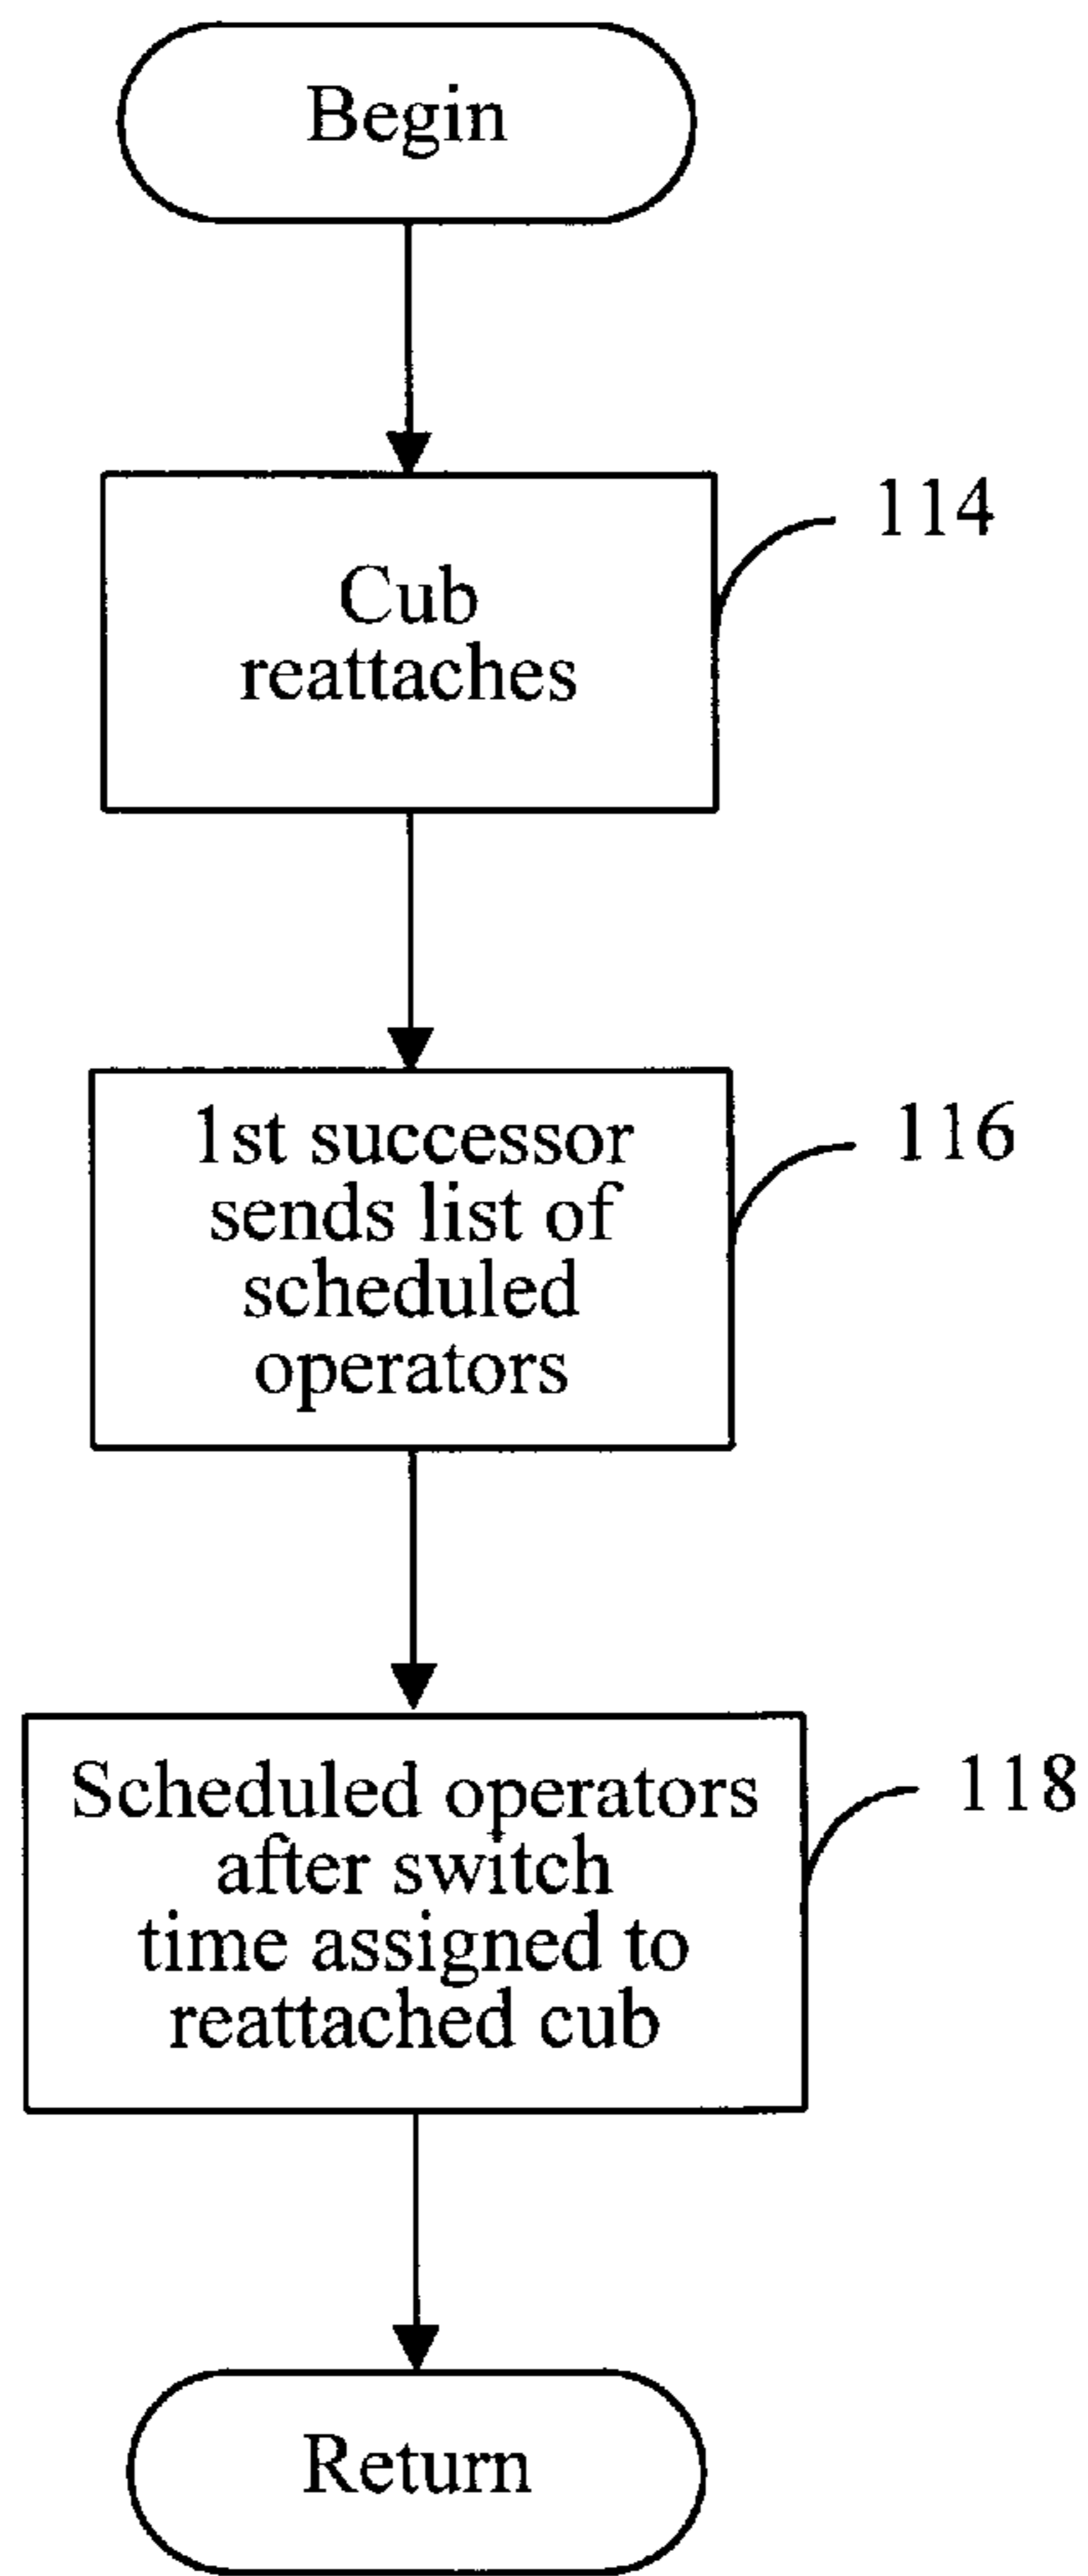 Begin
Cub
reattaches
114
1st successor
sends list of
scheduled
operators
116
Scheduled operators
after switch
time assigned to
reattached cub
118
Return